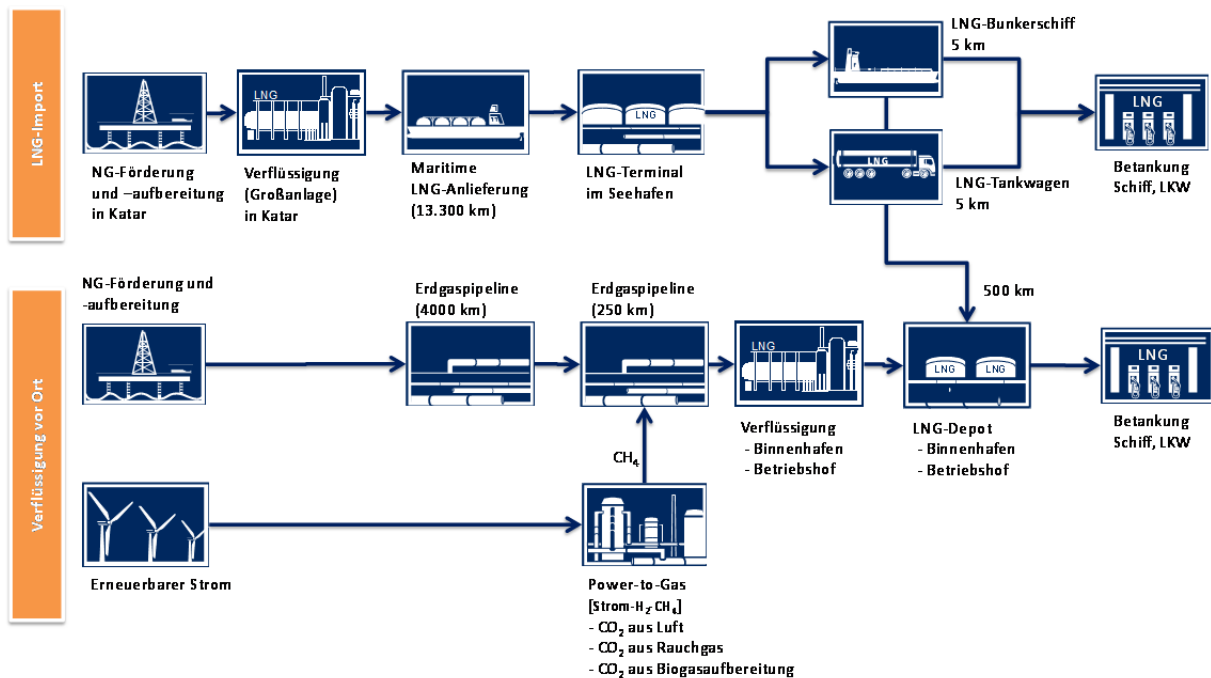 LNG-Import
LNG-Bunkerschiff
5 km
LNG
LNG
LNG
LNG
NG-Förderung
und –aufbereitung
in Katar
Verflüssigung
(Großanlage)
in Katar
Maritime
LNG-Anlieferung
(13.300 km)
LNG-Terminal
im Seehafen
LNG-Tankwagen
5 km
Betankung
Schiff, LKW
Verflüssigung vor Ort
NG-Förderung und
-aufbereitung
Erdgaspipeline
(4000 km)
Erdgaspipeline
(250 km)
500 km
LNG
LNG
LNG
LNG
Verflüssigung
- Binnenhafen
- Betriebshof
LNG-Depot
- Binnenhafen
- Betriebshof
Betankung
Schiff, LKW
CH₄
Erneuerbarer Strom
Power-to-Gas
[Strom-H₂-CH₄]
- CO₂ aus Luft
- CO₂ aus Rauchgas
- CO₂ aus Biogasaufbereitung